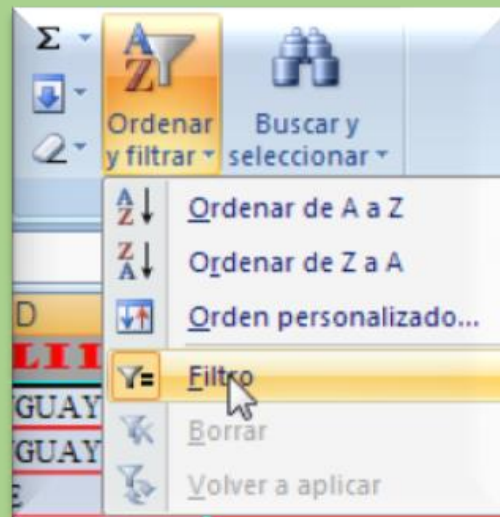 Σ
Ordenar y filtrar
Buscar y seleccionar
Ordenar de A a Z
Ordenar de Z a A
Orden personalizado...
D
Filtro
GUAY
Borrar
GUAY
Volver a aplicar